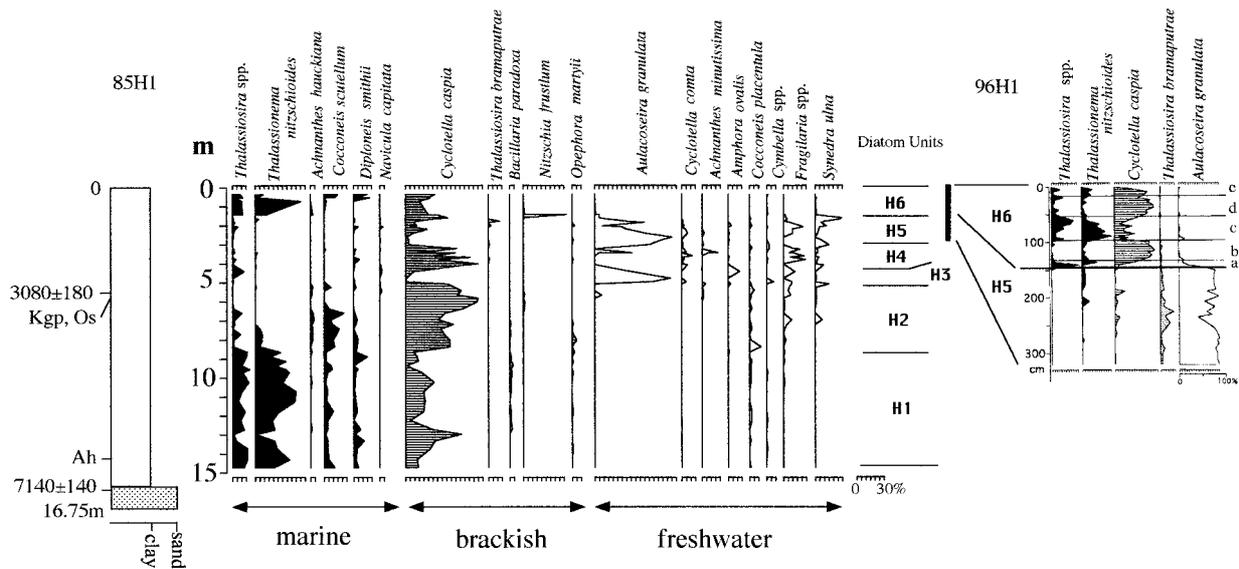 85H1
m
0
3080±180
Kgp, Os
Ah
7140±140
16.75m
clay
sand
0
5
10
15
Thalassiosira spp.
Thalassionema
nitzschioides
Achnanthes hauckiana
Cocconeis scutellum
Diploneis smithii
Navicula capitata
Cyclotella caspia
Thalassiosira bramaputrae
Bacillaria paradoxa
Nitzschia frustlum
Opephora martyii
Aulacoseira granulata
Cyclotella comta
Achnanthes minutissima
Amphora ovalis
Cocconeis placentula
Cymbella spp.
Fragilaria spp.
Synedra ulna
marine
brackish
freshwater
Diatom Units
H6
H5
H4
H3
H2
H1
0 30%
96H1
Thalassiosira spp.
Thalassionema
nitzschioides
Cyclotella caspia
Thalassiosira bramaputrae
Aulacoseira granulata
H6
H5
0
100
200
300
cm
e
d
c
b
a
0 100%